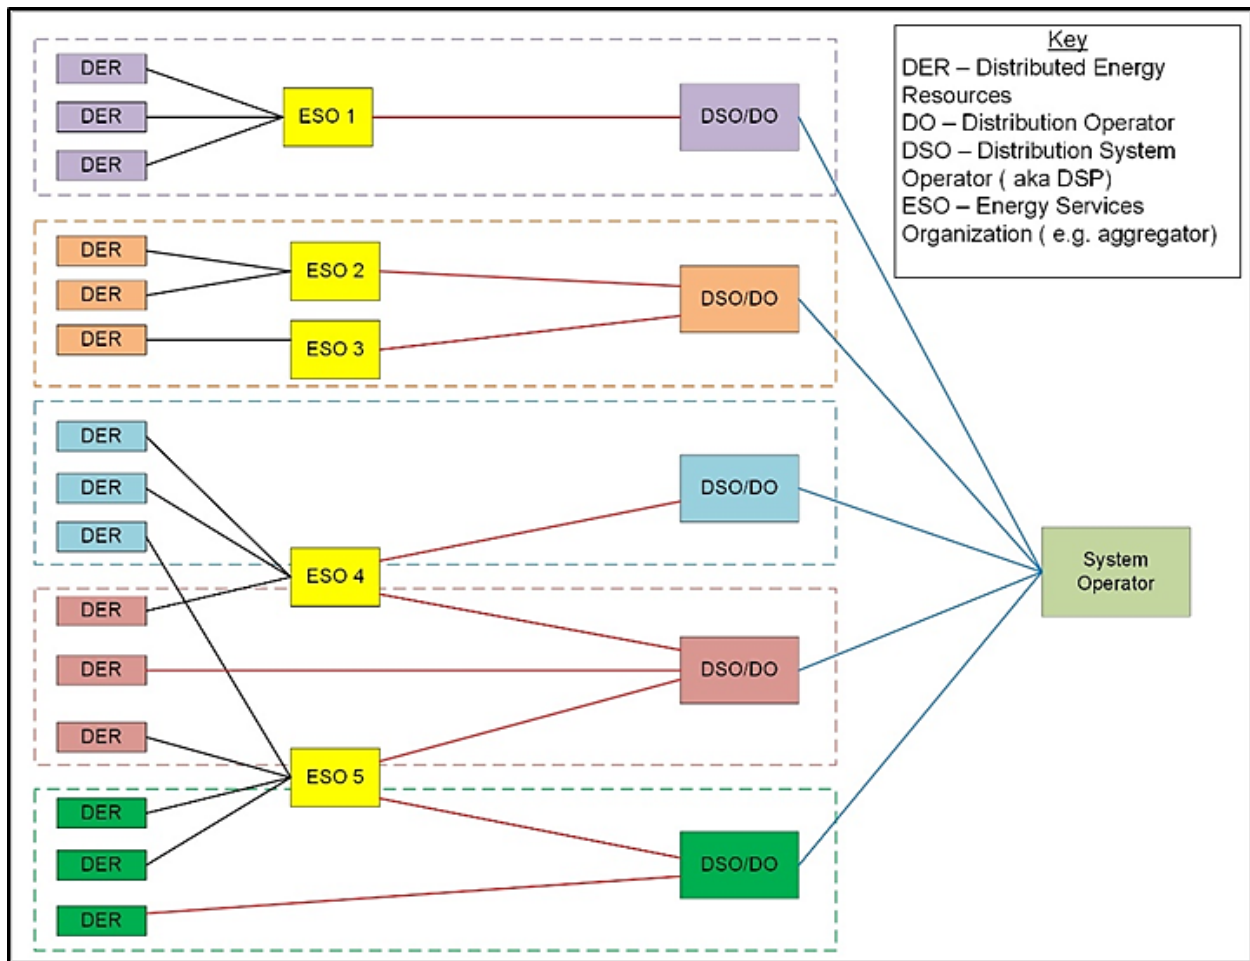 Key
DER – Distributed Energy
Resources
DO – Distribution Operator
DSO – Distribution System
Operator ( aka DSP)
ESO – Energy Services
Organization ( e.g. aggregator)
DER
DER
DER
ESO 1
DSO/DO
DER
DER
DER
ESO 2
ESO 3
DSO/DO
DER
DER
DER
ESO 4
DSO/DO
DER
DER
DER
DSO/DO
ESO 5
DER
DER
DER
DSO/DO
System
Operator